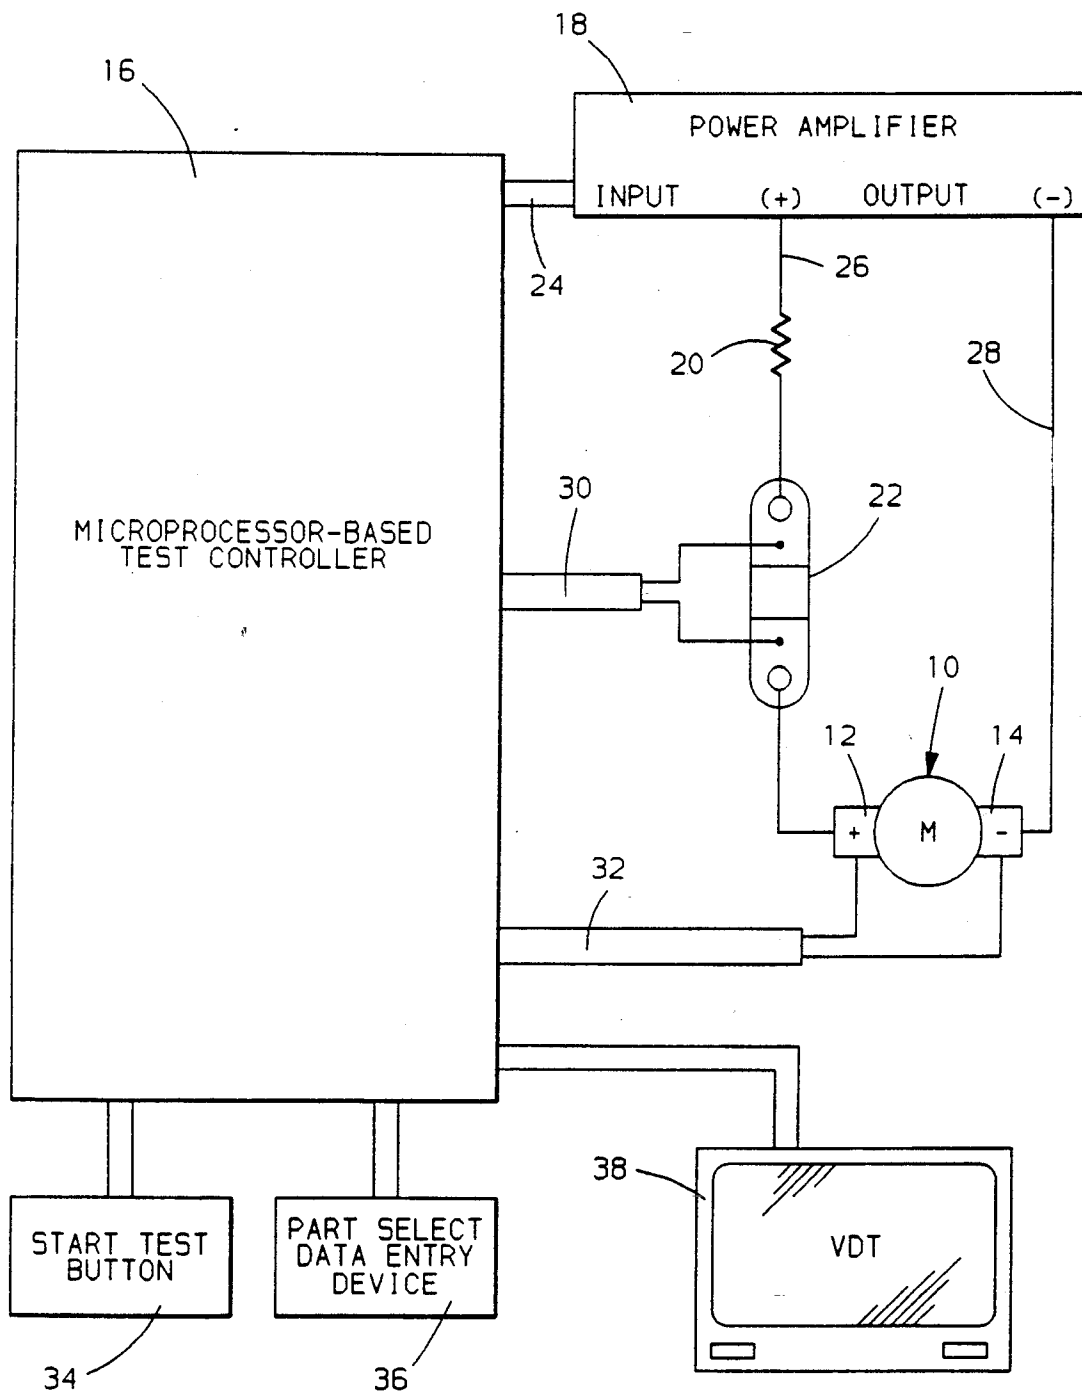 18
16
POWER AMPLIFIER
INPUT (+) OUTPUT (-)
24
26
20
28
30
22
MICROPROCESSOR-BASED
TEST CONTROLLER
10
12
14
+ M -
32
38
VDT
START TEST
BUTTON
PART SELECT
DATA ENTRY
DEVICE
34
36